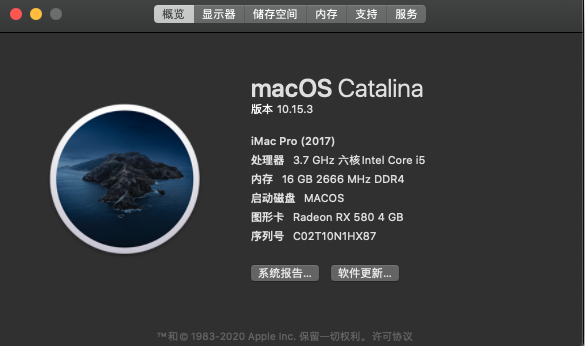 概览 显示器 储存空间 内存 支持 服务
macOS Catalina
版本 10.15.3
iMac Pro (2017)
处理器 3.7 GHz 六核Intel Core i5
内存 16 GB 2666 MHz DDR4
启动磁盘 MACOS
图形卡 Radeon RX 580 4 GB
序列号 C02T10N1HX87
系统报告... 软件更新...
™和© 1983-2020 Apple Inc. 保留一切权利。许可协议